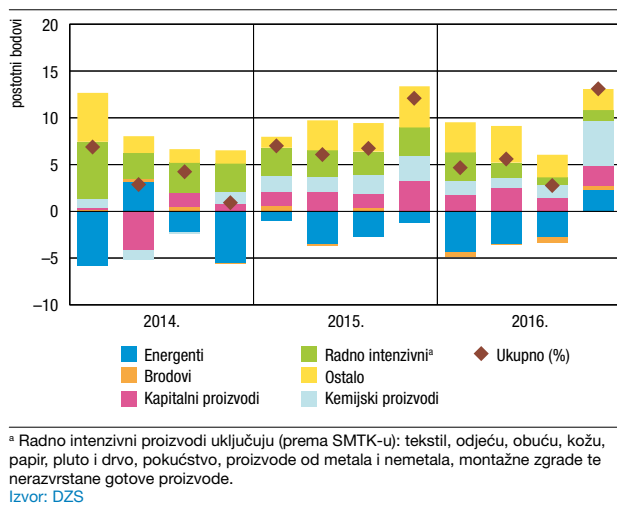 postotni bodovi
20
15
10
5
0
−5
−10
2014. 2015. 2016.
Energenti Radno intenzivniᵃ Ukupno (%)
Brodovi Ostalo
Kapitalni proizvodi Kemijski proizvodi
ᵃ Radno intenzivni proizvodi uključuju (prema SMTK-u): tekstil, odjeću, obuću, kožu,
papir, pluto i drvo, pokućstvo, proizvode od metala i nemetala, montažne zgrade te
nerazvrstane gotove proizvode.
Izvor: DZS